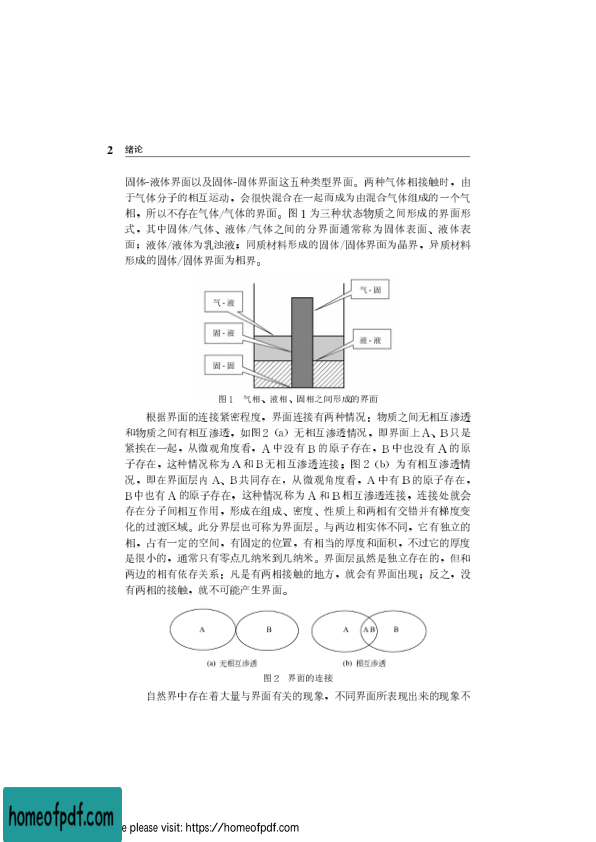 2 绪论
固体-液体界面以及固体-固体界面这五种类型界面。两种气体相接触时，由
于气体分子的相互运动，会很快混合在一起而成为由混合气体组成的一个气
相，所以不存在气体/气体的界面。图 1 为三种状态物质之间形成的界面形
式，其中固体/气体、液体/气体之间的分界面通常称为固体表面、液体表
面；液体/液体为乳浊液；同质材料形成的固体/固体界面为晶界，异质材料
形成的固体/固体界面为相界。
气 - 固
气 - 液
固 - 液
液 - 液
固 - 固
图 1 气相、液相、固相之间形成的界面
根据界面的连接紧密程度，界面连接有两种情况：物质之间无相互渗透
和物质之间有相互渗透，如图 2（a）无相互渗透情况，即界面上 A、B 只是
紧挨在一起，从微观角度看，A 中没有 B 的原子存在，B 中也没有 A 的原
子存在，这种情况称为 A 和 B 无相互渗透连接；图 2（b）为有相互渗透情
况，即在界面层内 A、B 共同存在，从微观角度看，A 中有 B 的原子存在，
B 中也有 A 的原子存在，这种情况称为 A 和 B 相互渗透连接，连接处就会
存在分子间相互作用，形成在组成、密度、性质上和两相有交错并有梯度变
化的过渡区域。此分界层也可称为界面层。与两边相实体不同，它有独立的
相，占有一定的空间，有固定的位置，有相当的厚度和面积，不过它的厚度
是很小的，通常只有零点几纳米到几纳米。界面层虽然是独立存在的，但和
两边的相有依存关系：凡是有两相接触的地方，就会有界面出现；反之，没
有两相的接触，就不可能产生界面。
A B A A B B
(a) 无相互渗透 (b) 相互渗透
图 2 界面的连接
自然界中存在着大量与界面有关的现象，不同界面所表现出来的现象不
homeofpdf.com
e please visit: https://homeofpdf.com